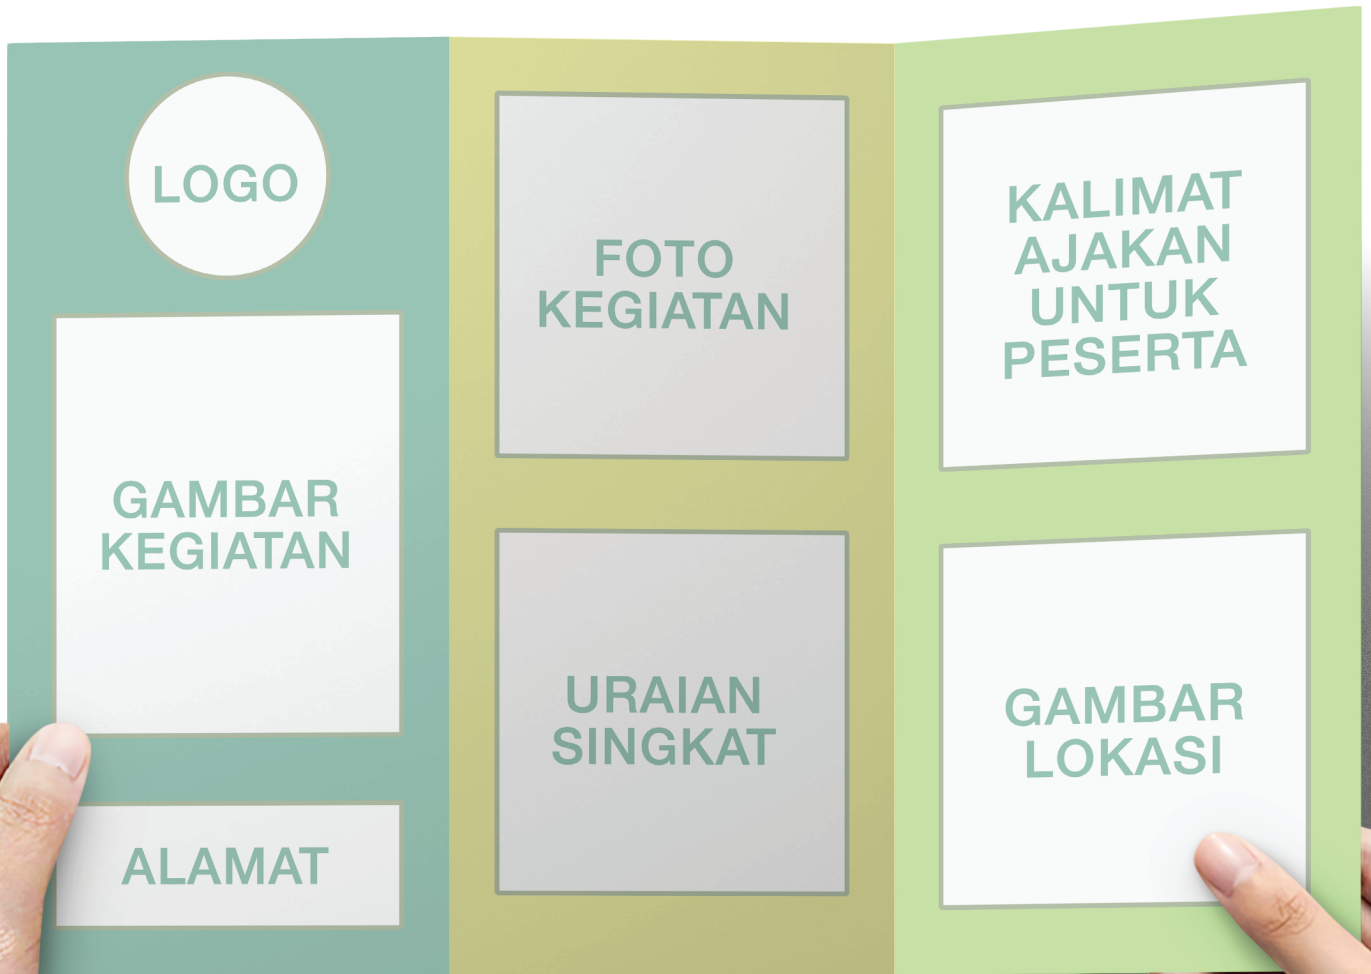 LOGO
GAMBAR
KEGIATAN
ALAMAT
FOTO
KEGIATAN
URAIAN
SINGKAT
KALIMAT
AJAKAN
UNTUK
PESERTA
GAMBAR
LOKASI